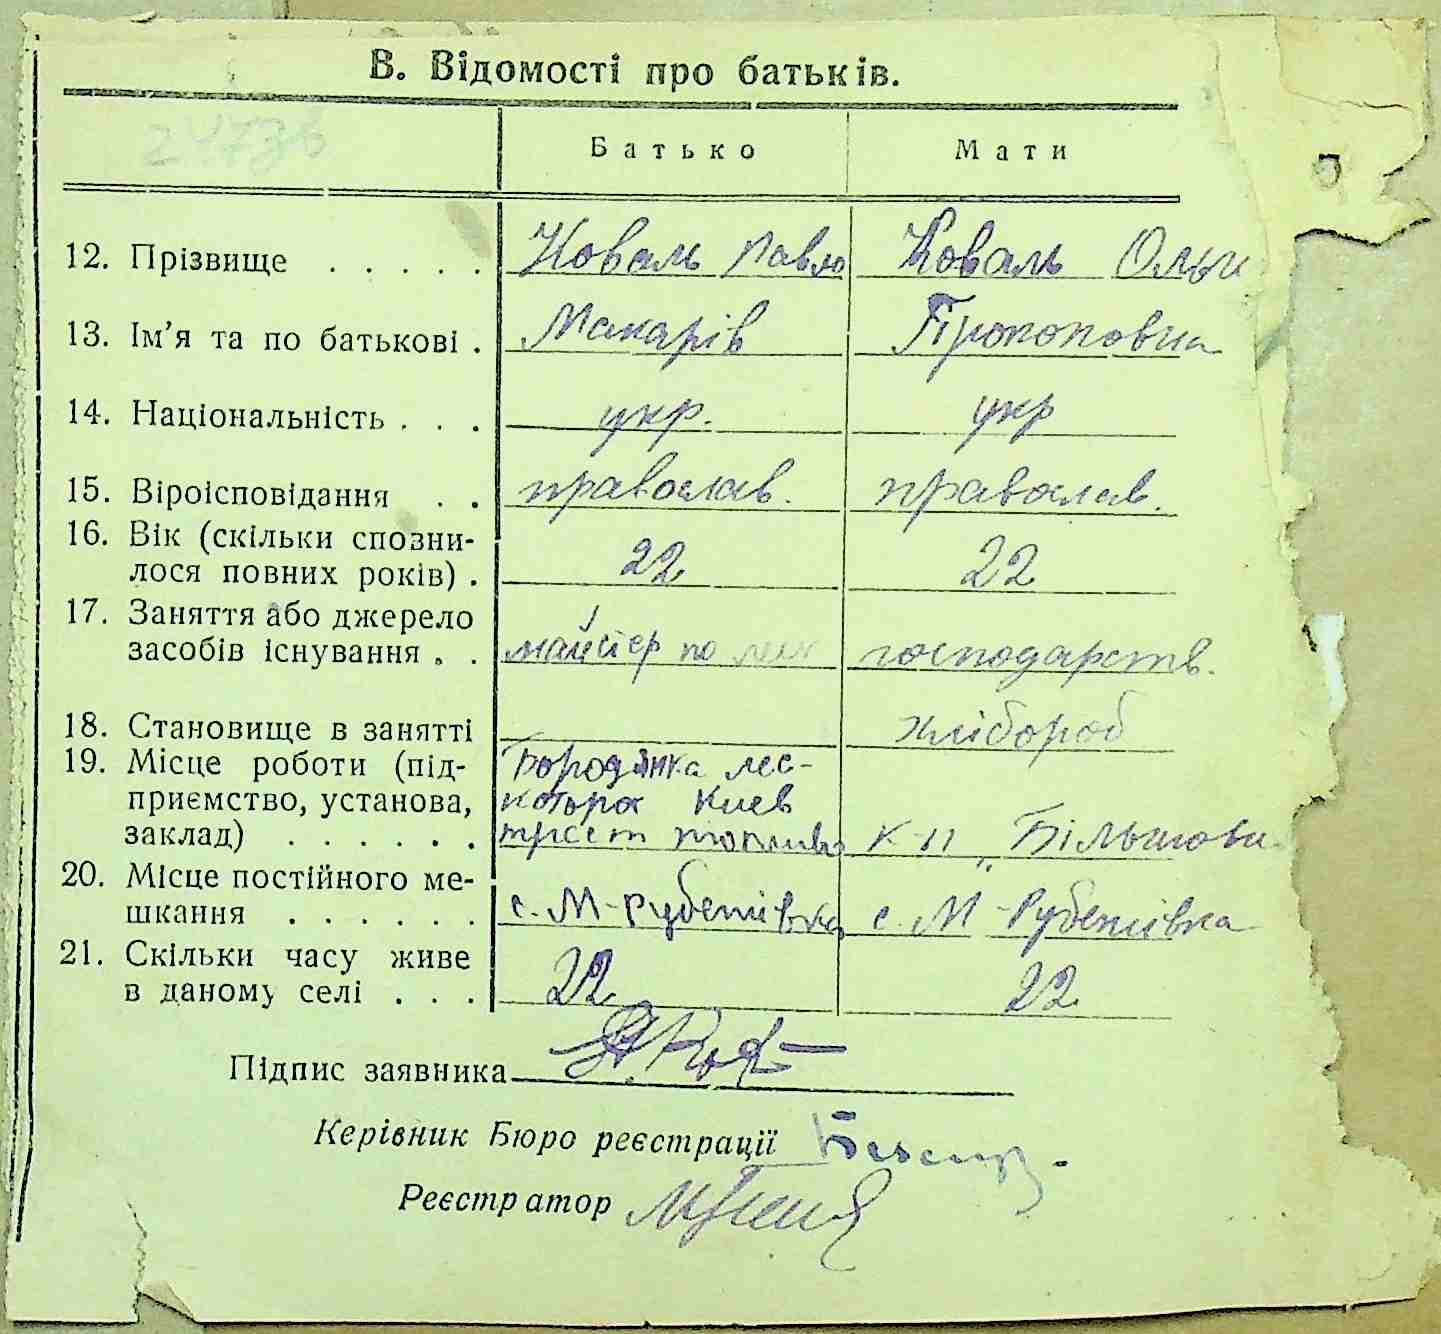 В. Відомості про батьків.
24736
Батько Мати
12. Прізвище . . . . . Коваль Павло Коваль Ольи
13. Ім'я та по батькові . Макарів Прокоповна
14. Національність . . . укр. укр
15. Віроісповідання . . православ. православ.
16. Вік (скільки спозни-
лося повних років) . 22 22
17. Заняття або джерело
засобів існування . . майстер по господарств.
18. Становище в занятті хлібороб
19. Місце роботи (під- Бородянка лес-
приємство, установа, контора Киев
заклад) . . . . . . трест топлива к-п „Більшови
20. Місце постійного ме-
шкання . . . . . . с. М-Рубежівка с. М-Рубежівка
21. Скільки часу живе
в даному селі . . . 22 22
Підпис заявника
Керівник Бюро реєстрації
Реєстратор